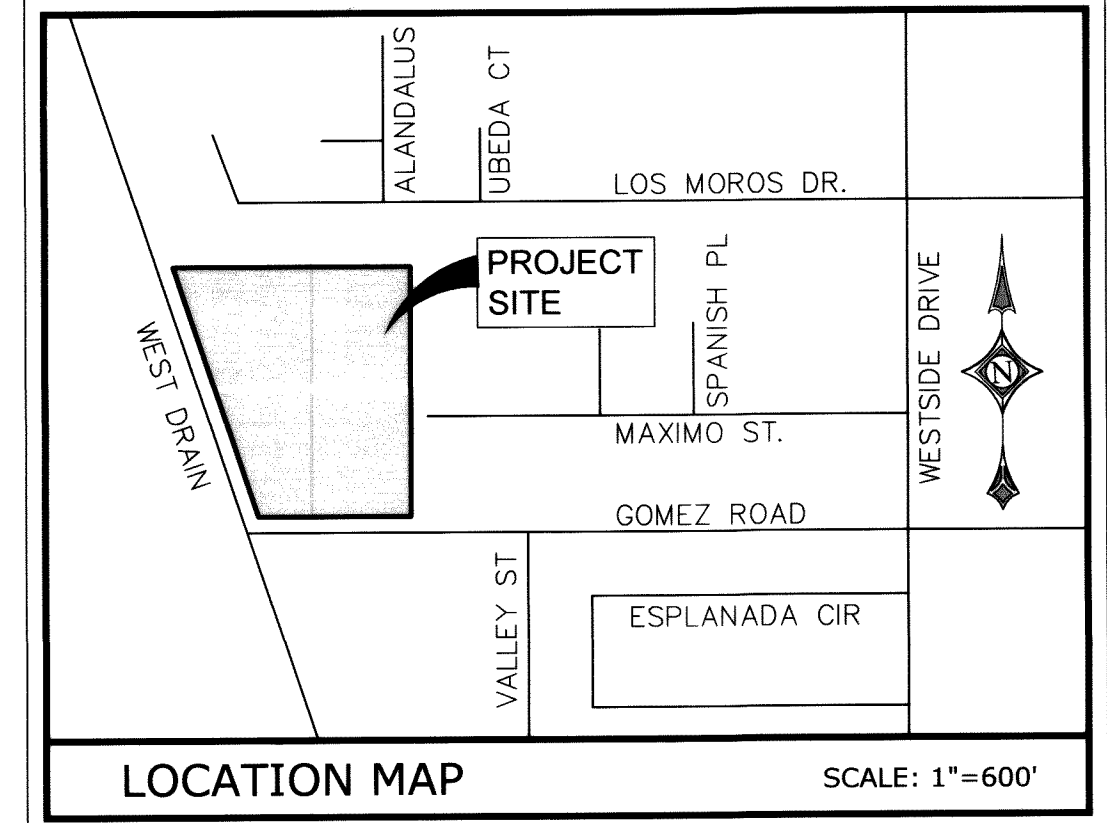 ALANDALUS
UBEDA CT
LOS MOROS DR.
PROJECT
SITE
SPANISH PL
WESTSIDE DRIVE
N
WEST DRAIN
MAXIMO ST.
GOMEZ ROAD
VALLEY ST
ESPLANADA CIR
LOCATION MAP
SCALE: 1"=600'